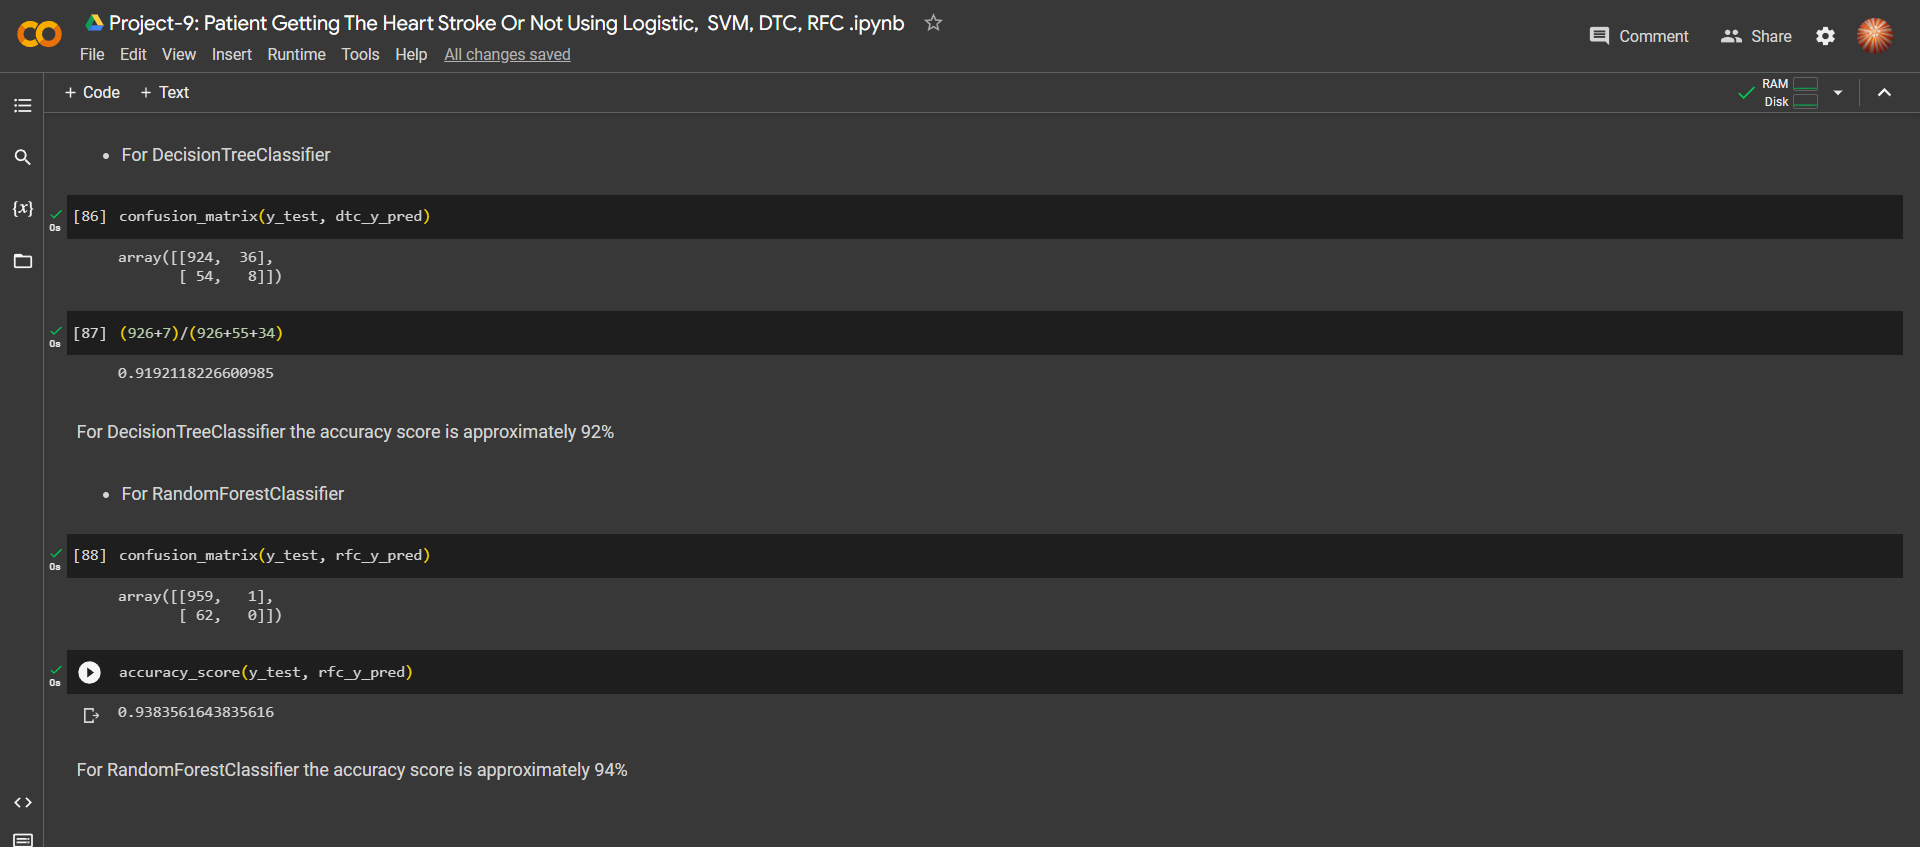 Project-9: Patient Getting The Heart Stroke Or Not Using Logistic, SVM, DTC, RFC .ipynb
File Edit View Insert Runtime Tools Help All changes saved
Comment Share
+ Code + Text
RAM
Disk
• For DecisionTreeClassifier
[86] confusion_matrix(y_test, dtc_y_pred)
0s
array([[924,  36],
       [ 54,   8]])
[87] (926+7)/(926+55+34)
0s
0.9192118226600985
For DecisionTreeClassifier the accuracy score is approximately 92%
• For RandomForestClassifier
[88] confusion_matrix(y_test, rfc_y_pred)
0s
array([[959,   1],
       [ 62,   0]])
accuracy_score(y_test, rfc_y_pred)
0s
0.9383561643835616
For RandomForestClassifier the accuracy score is approximately 94%